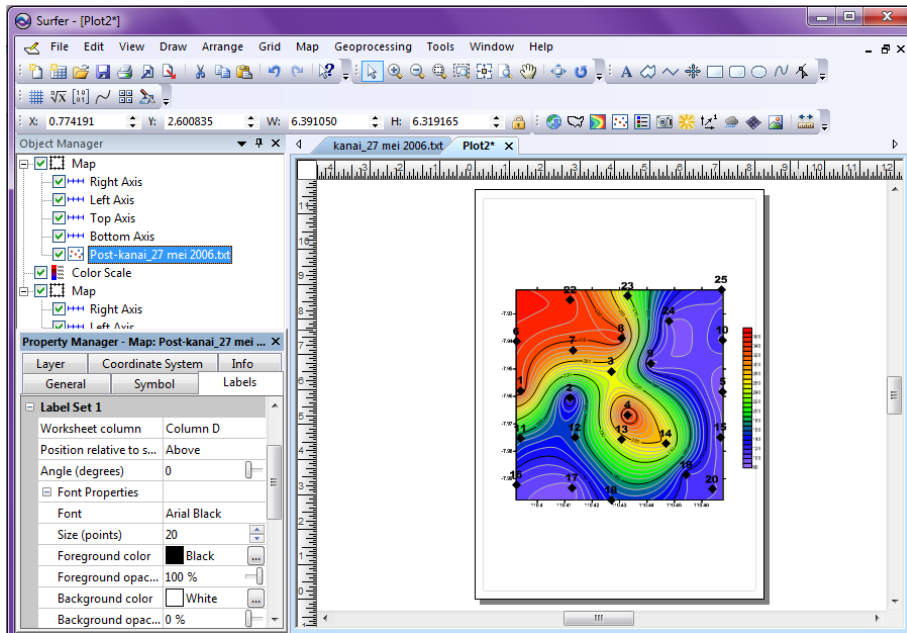 Surfer - [Plot2*]
File Edit View Draw Arrange Grid Map Geoprocessing Tools Window Help
X: 0.774191 Y: 2.600835 W: 6.391050 H: 6.319165
Object Manager
kanai_27 mei 2006.txt Plot2*
Map
Right Axis
Left Axis
Top Axis
Bottom Axis
Post-kanai_27 mei 2006.txt
Color Scale
Map
Right Axis
Left Axis
Property Manager - Map: Post-kanai_27 mei ...
Layer Coordinate System Info
General Symbol Labels
Label Set 1
Worksheet column Column D
Position relative to s... Above
Angle (degrees) 0
Font Properties
Font Arial Black
Size (points) 20
Foreground color Black ...
Foreground opac... 100 %
Background color White ...
Background opac... 0 %
25
22 23
24
6 7 8 10
3 9
1 2 4 5
11 12 13 14 15
16 17 18 19 20